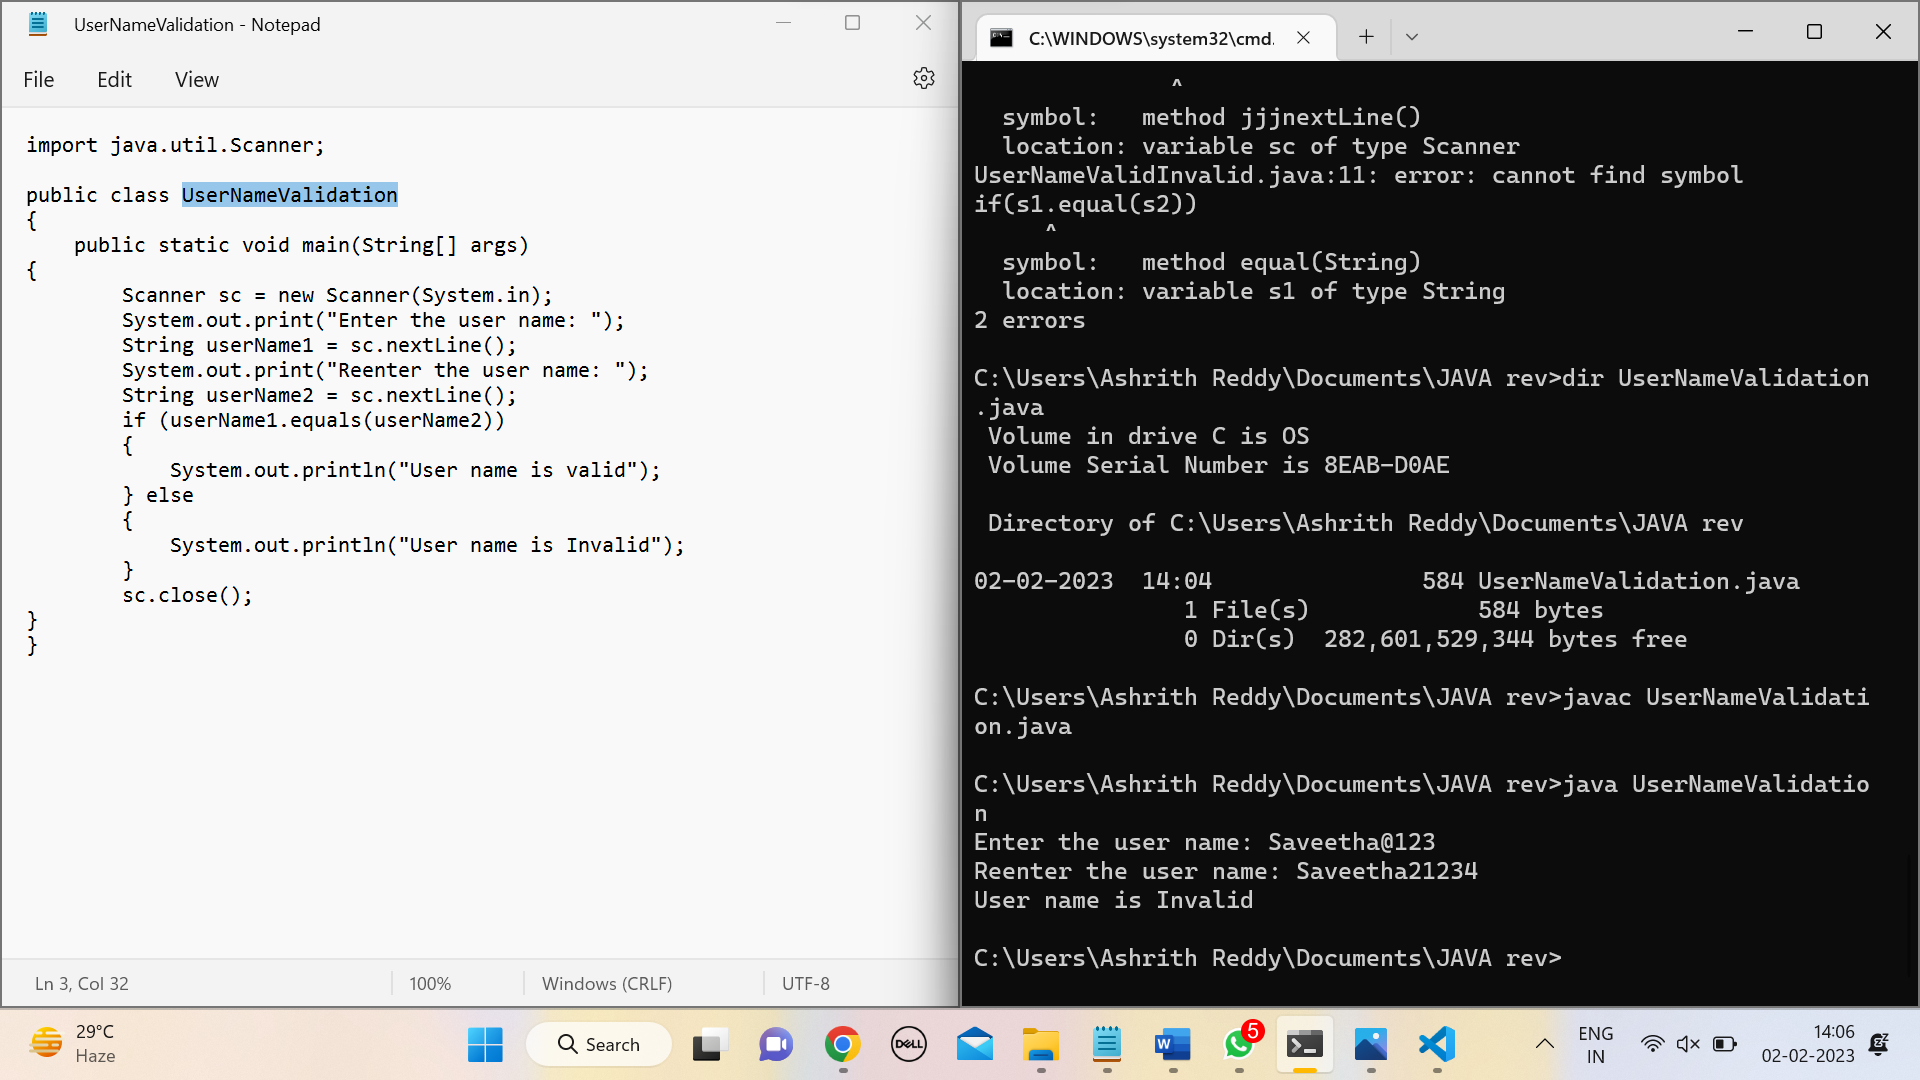 UserNameValidation - Notepad
File Edit View
import java.util.Scanner;
public class UserNameValidation
{
public static void main(String[] args)
{
Scanner sc = new Scanner(System.in);
System.out.print("Enter the user name: ");
String userName1 = sc.nextLine();
System.out.print("Reenter the user name: ");
String userName2 = sc.nextLine();
if (userName1.equals(userName2))
{
System.out.println("User name is valid");
} else
{
System.out.println("User name is Invalid");
}
sc.close();
}
}
Ln 3, Col 32 100% Windows (CRLF) UTF-8
C:\WINDOWS\system32\cmd.
^
symbol: method jjjnextLine()
location: variable sc of type Scanner
UserNameValidInvalid.java:11: error: cannot find symbol
if(s1.equal(s2))
^
symbol: method equal(String)
location: variable s1 of type String
2 errors
C:\Users\Ashrith Reddy\Documents\JAVA rev>dir UserNameValidation
.java
Volume in drive C is OS
Volume Serial Number is 8EAB-D0AE
Directory of C:\Users\Ashrith Reddy\Documents\JAVA rev
02-02-2023 14:04 584 UserNameValidation.java
1 File(s) 584 bytes
0 Dir(s) 282,601,529,344 bytes free
C:\Users\Ashrith Reddy\Documents\JAVA rev>javac UserNameValidati
on.java
C:\Users\Ashrith Reddy\Documents\JAVA rev>java UserNameValidatio
n
Enter the user name: Saveetha@123
Reenter the user name: Saveetha21234
User name is Invalid
C:\Users\Ashrith Reddy\Documents\JAVA rev>
29°C
Haze
Search
DELL
W
5
ENG
IN
14:06
02-02-2023